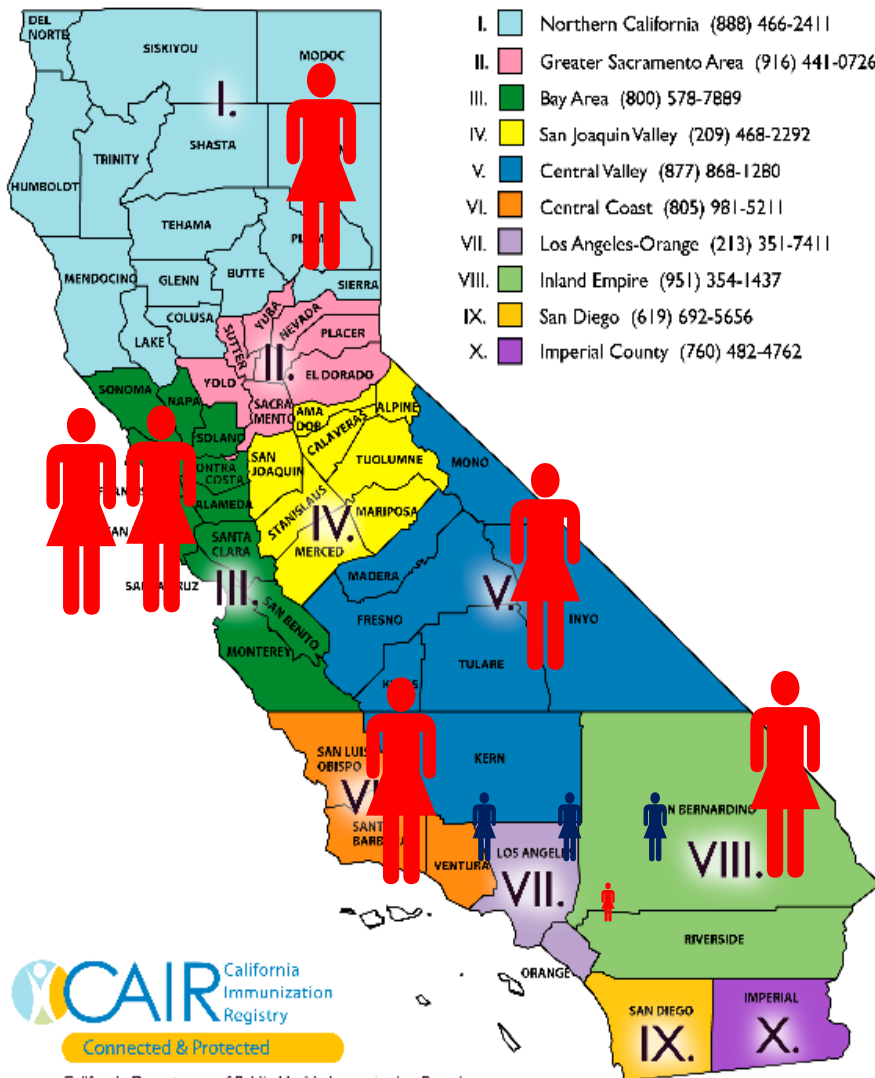 I. Northern California (888) 466-2411
II. Greater Sacramento Area (916) 441-0726
III. Bay Area (800) 578-7889
IV. San Joaquin Valley (209) 468-2292
V. Central Valley (877) 868-1280
VI. Central Coast (805) 981-5211
VII. Los Angeles-Orange (213) 351-7411
VIII. Inland Empire (951) 354-1437
IX. San Diego (619) 692-5656
X. Imperial County (760) 482-4762
DEL
NORTE
SISKIYOU
MODOC
I.
SHASTA
TRINITY
HUMBOLDT
TEHAMA
MENDOCINO
GLENN
BUTTE
SIERRA
COLUSA
LAKE
YUBA
NEVADA
SUTTER
PLACER
II.
EL DORADO
YOLO
SACRA
MENTO
SONOMA
NAPA
SOLANO
AMA
DOR
ALPINE
CALAVERAS
SAN
JOAQUIN
TUOLUMNE
MONO
ALAMEDA
STANISLAUS
IV.
MARIPOSA
MERCED
SANTA
CLARA
III.
SAN BENITO
MONTEREY
MADERA
V.
FRESNO
INYO
TULARE
SAN LUIS
OBISPO
KERN
VENTURA
LOS ANGELES
VII.
BERNARDINO
VIII.
RIVERSIDE
ORANGE
SAN DIEGO
IX.
IMPERIAL
X.
CAIR
California
Immunization
Registry
Connected & Protected